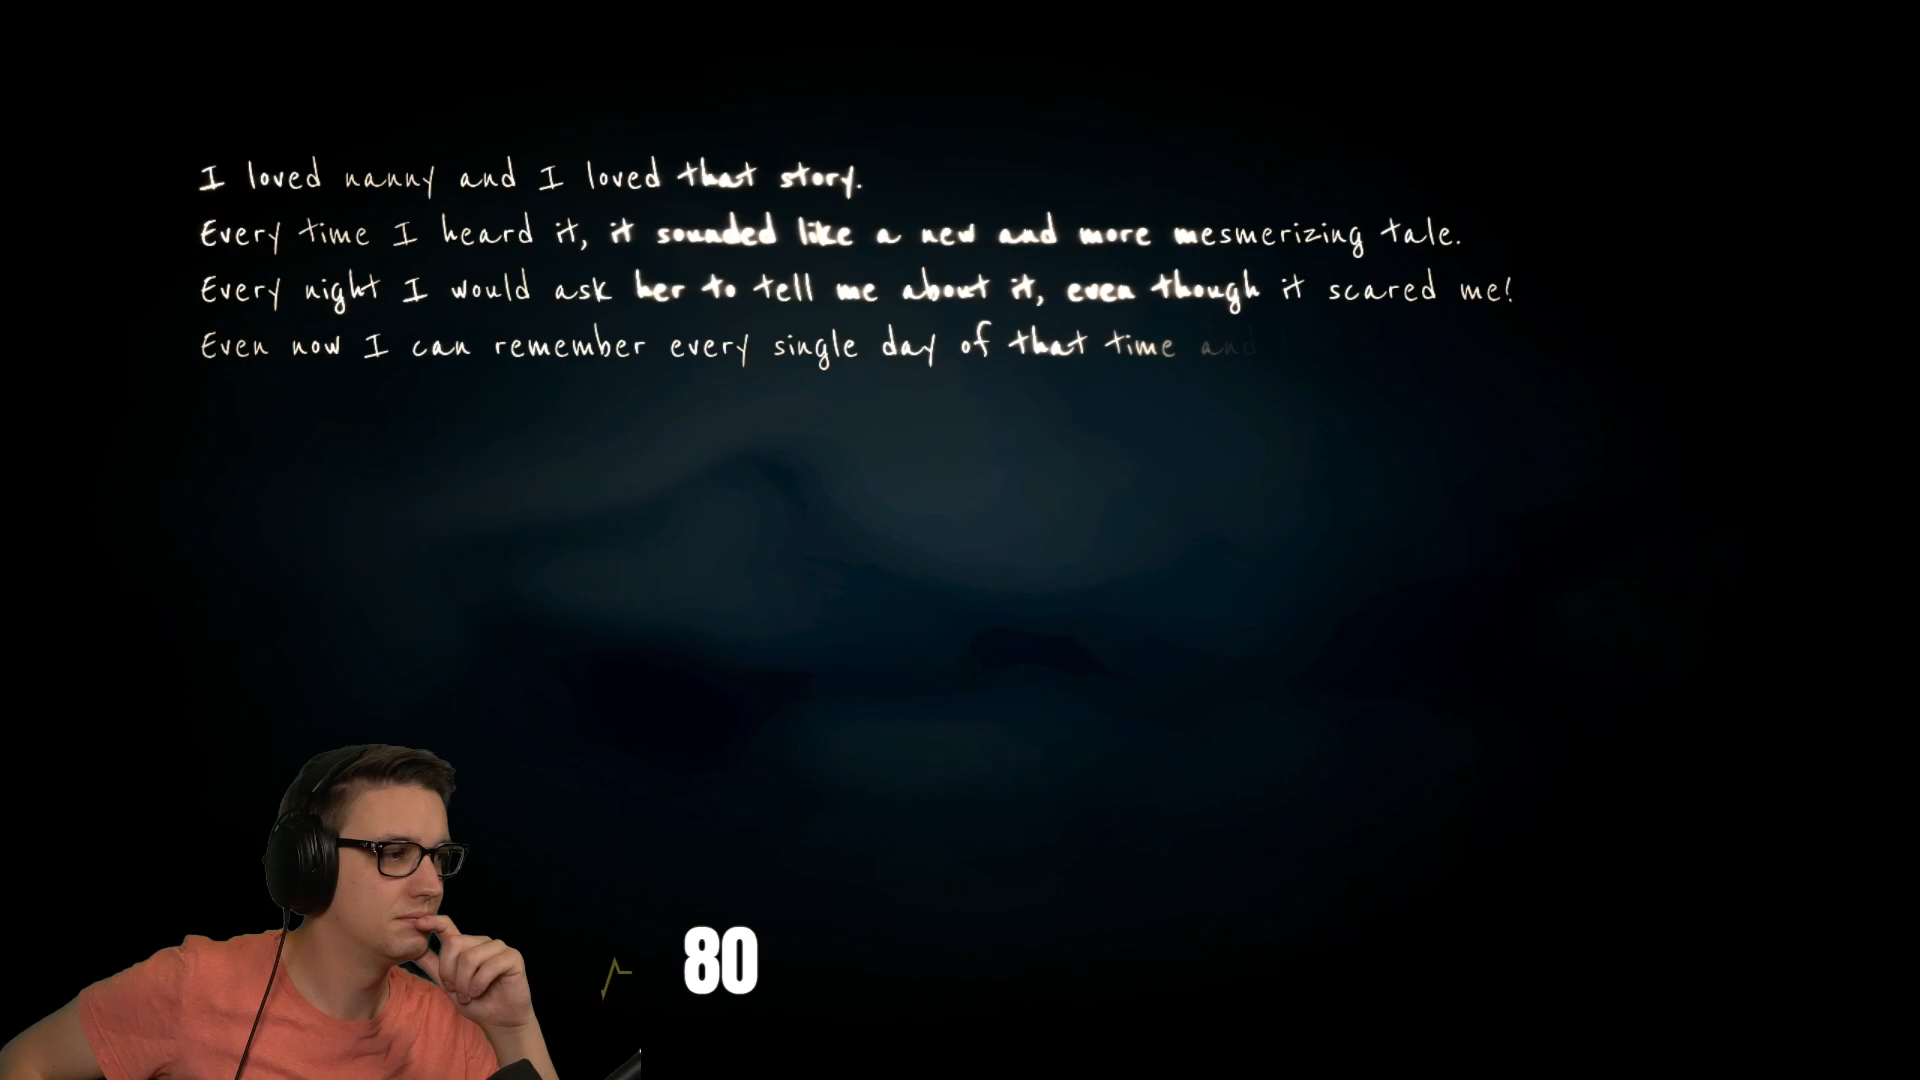 I loved nanny and I loved that story.
Every time I heard it, it sounded like a new and more mesmerizing tale.
Every night I would ask her to tell me about it, even though it scared me!
Even now I can remember every single day of that time and
80